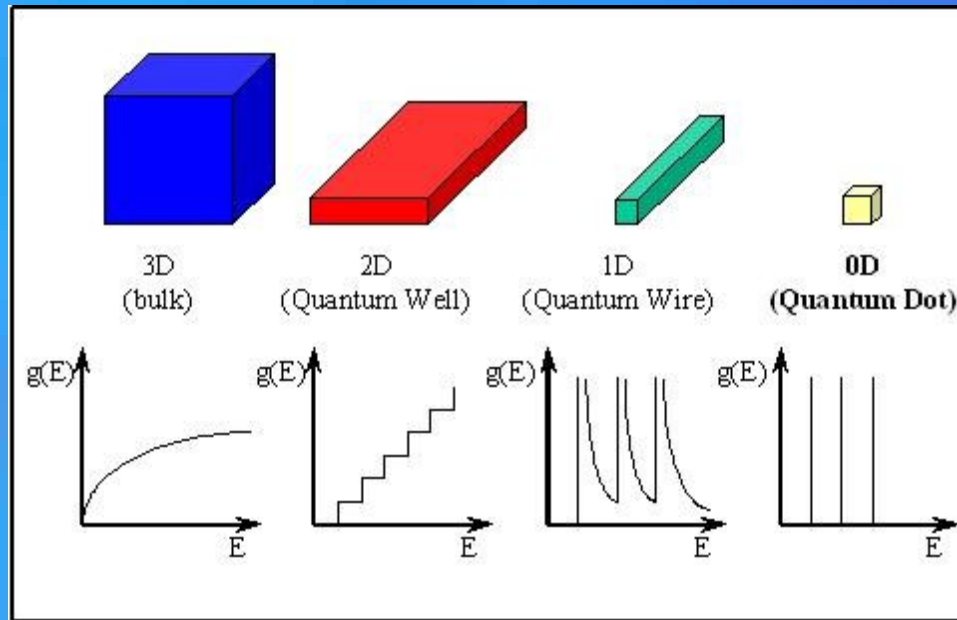 3D
(bulk)
2D
(Quantum Well)
1D
(Quantum Wire)
0D
(Quantum Dot)
g(E)
E
g(E)
E
g(E)
E
g(E)
E